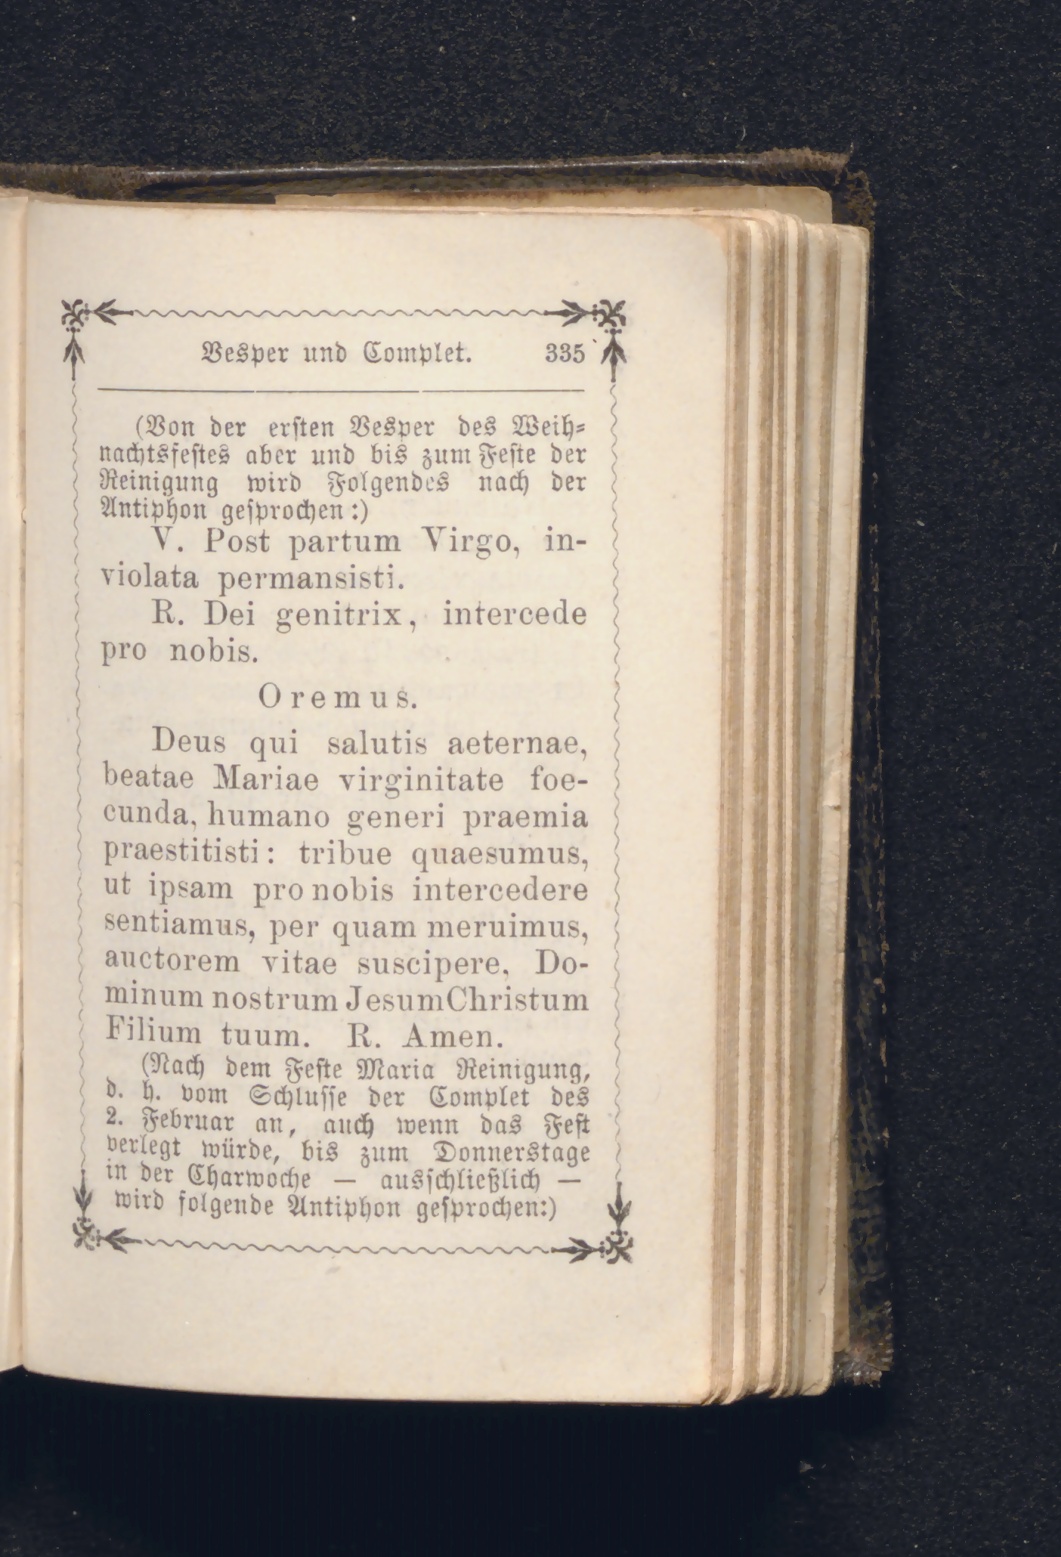 Vesper und Complet. 335
(Von der ersten Vesper des Weih-
nachtsfestes aber und bis zum Feste der
Reinigung wird Folgendes nach der
Antiphon gesprochen:)
V. Post partum Virgo, in-
violata permansisti.
R. Dei genitrix, intercede
pro nobis.
Oremus.
Deus qui salutis aeternae,
beatae Mariae virginitate foe-
cunda, humano generi praemia
praestitisti: tribue quaesumus,
ut ipsam pro nobis intercedere
sentiamus, per quam meruimus,
auctorem vitae suscipere, Do-
minum nostrum Jesum Christum
Filium tuum. R. Amen.
(Nach dem Feste Maria Reinigung,
d. h. vom Schlusse der Complet des
2. Februar an, auch wenn das Fest
verlegt würde, bis zum Donnerstage
in der Charwoche — ausschließlich —
wird folgende Antiphon gesprochen:)